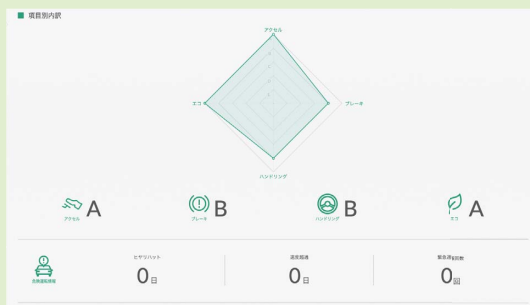 項目別内訳
アクセル
エコ
ブレーキ
ハンドリング
アクセル A
ブレーキ B
ハンドリング B
エコ A
ヒヤリハット
0日
速度超過
0日
0回